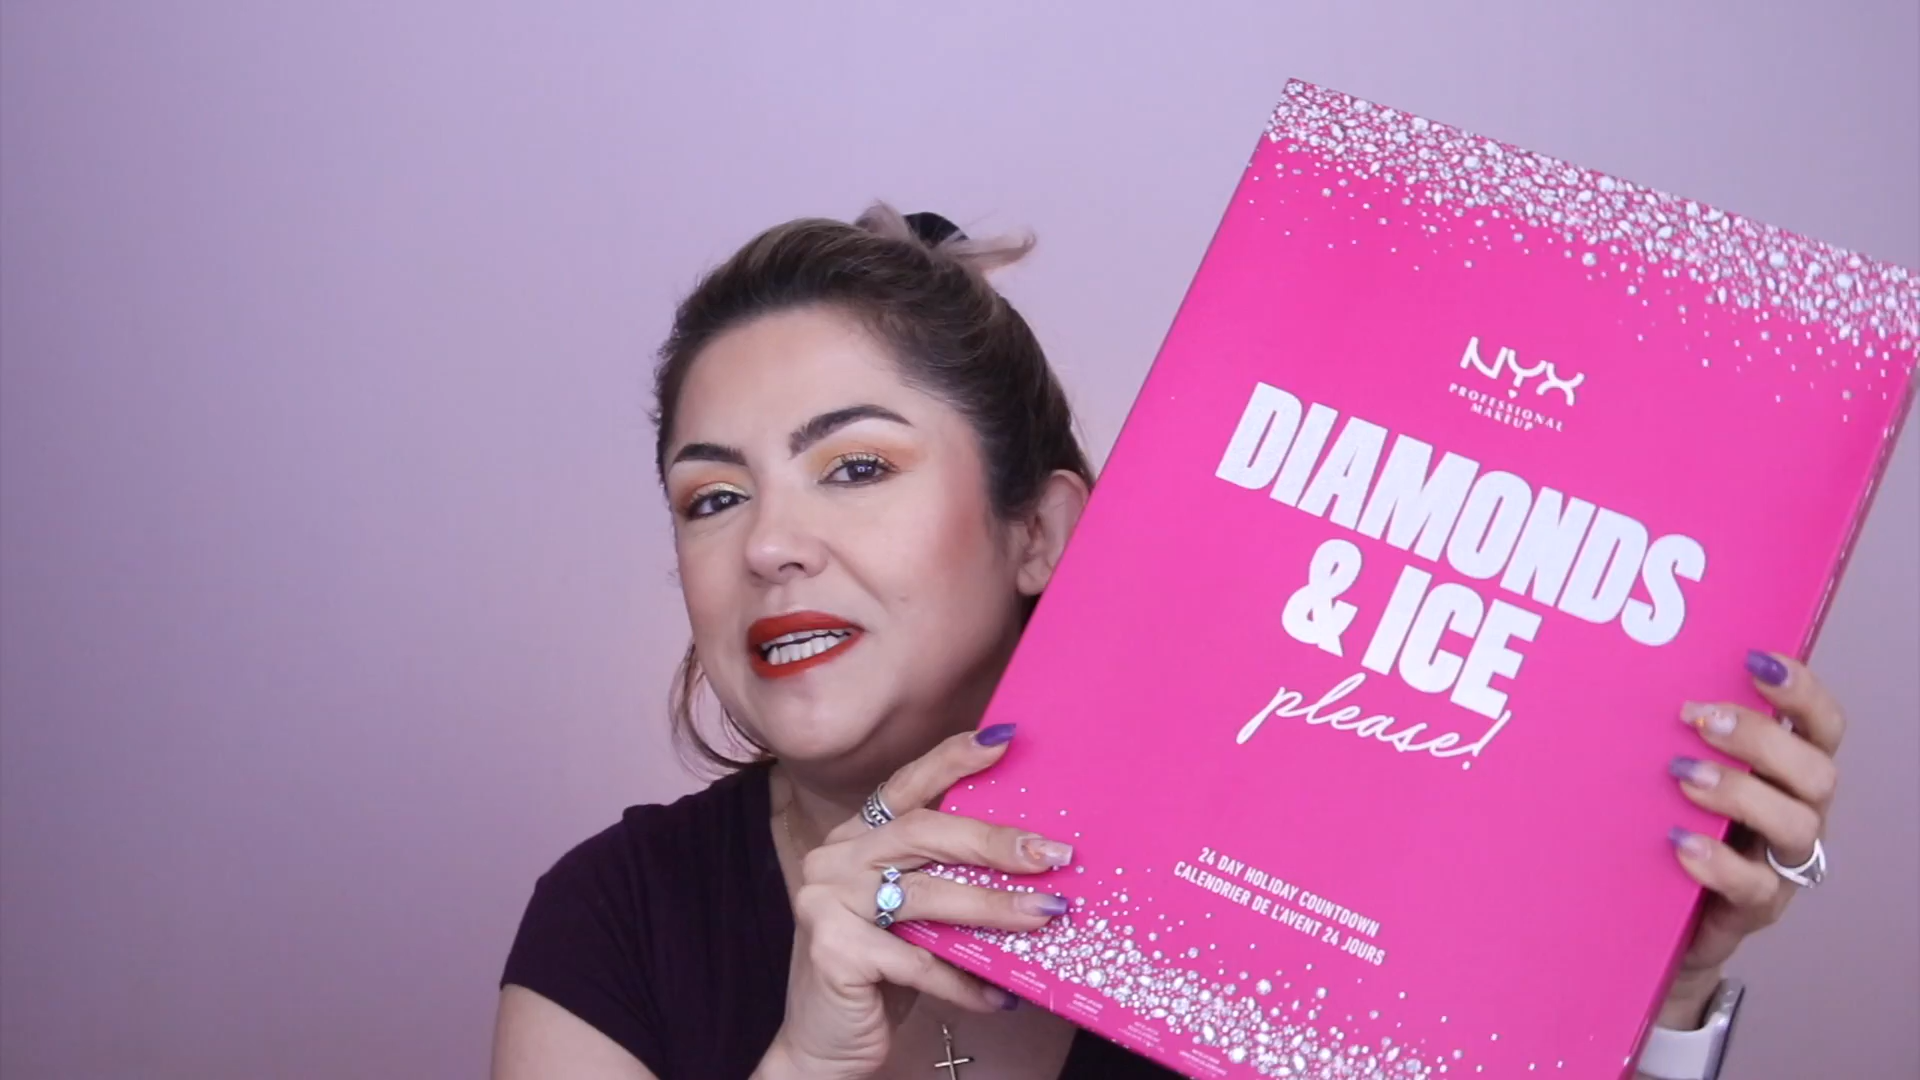 NYX
PROFESSIONAL
MAKEUP
DIAMONDS
& ICE
please!
24 DAY HOLIDAY COUNTDOWN
CALENDRIER DE L'AVENT 24 JOURS